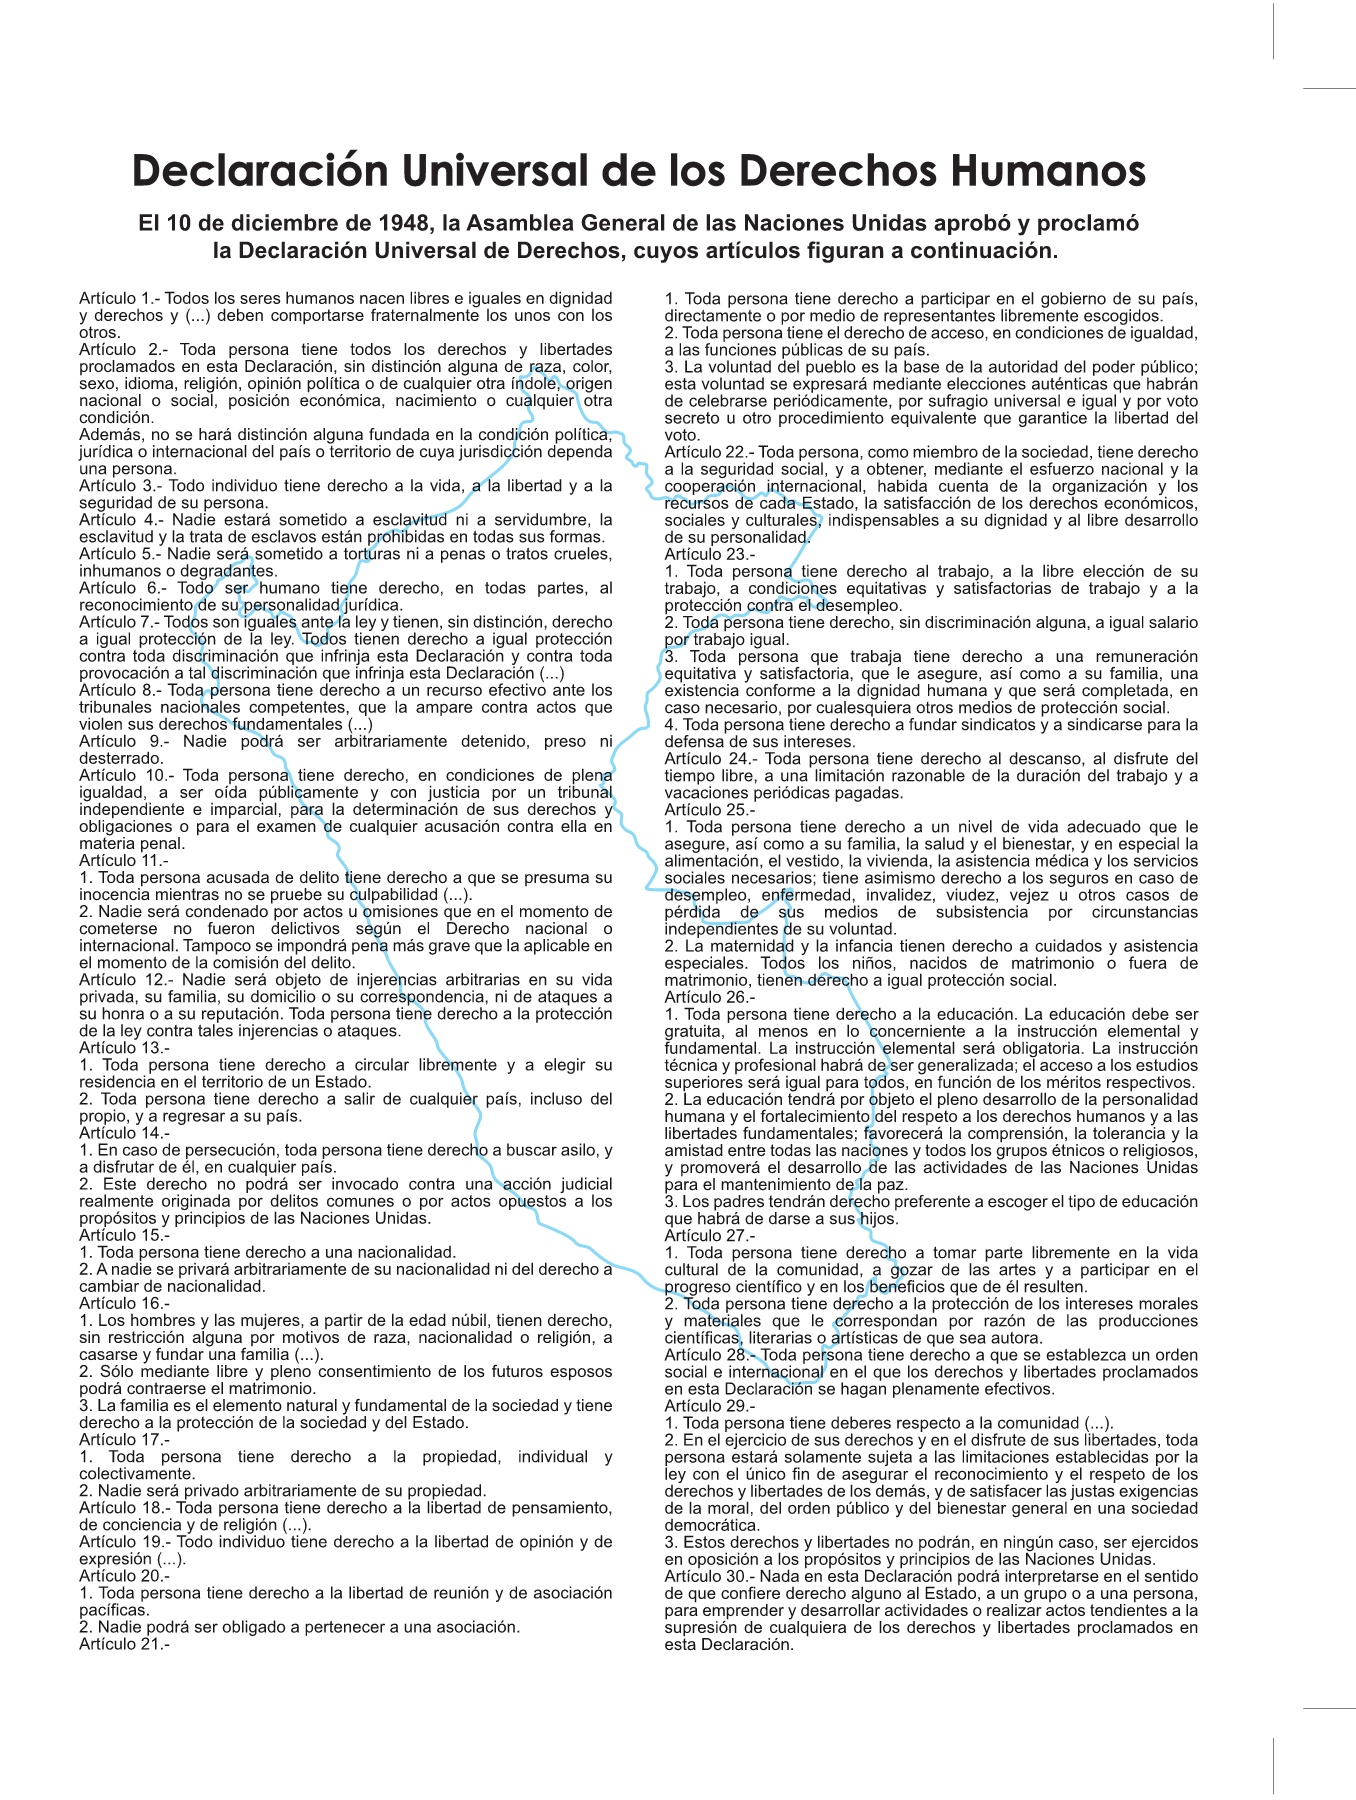 Declaración Universal de los Derechos Humanos
El 10 de diciembre de 1948, la Asamblea General de las Naciones Unidas aprobó y proclamó
la Declaración Universal de Derechos, cuyos artículos figuran a continuación.
Artículo 1.- Todos los seres humanos nacen libres e iguales en dignidad
y derechos y (...) deben comportarse fraternalmente los unos con los
otros.
Artículo 2.- Toda persona tiene todos los derechos y libertades
proclamados en esta Declaración, sin distinción alguna de raza, color,
sexo, idioma, religión, opinión política o de cualquier otra índole, origen
nacional o social, posición económica, nacimiento o cualquier otra
condición.
Además, no se hará distinción alguna fundada en la condición política,
jurídica o internacional del país o territorio de cuya jurisdicción dependa
una persona.
Artículo 3.- Todo individuo tiene derecho a la vida, a la libertad y a la
seguridad de su persona.
Artículo 4.- Nadie estará sometido a esclavitud ni a servidumbre, la
esclavitud y la trata de esclavos están prohibidas en todas sus formas.
Artículo 5.- Nadie será sometido a torturas ni a penas o tratos crueles,
inhumanos o degradantes.
Artículo 6.- Todo ser humano tiene derecho, en todas partes, al
reconocimiento de su personalidad jurídica.
Artículo 7.- Todos son iguales ante la ley y tienen, sin distinción, derecho
a igual protección de la ley. Todos tienen derecho a igual protección
contra toda discriminación que infrinja esta Declaración y contra toda
provocación a tal discriminación que infrinja esta Declaración (...)
Artículo 8.- Toda persona tiene derecho a un recurso efectivo ante los
tribunales nacionales competentes, que la ampare contra actos que
violen sus derechos fundamentales (...)
Artículo 9.- Nadie podrá ser arbitrariamente detenido, preso ni
desterrado.
Artículo 10.- Toda persona tiene derecho, en condiciones de plena
igualdad, a ser oída públicamente y con justicia por un tribunal
independiente e imparcial, para la determinación de sus derechos y
obligaciones o para el examen de cualquier acusación contra ella en
materia penal.
Artículo 11.-
1. Toda persona acusada de delito tiene derecho a que se presuma su
inocencia mientras no se pruebe su culpabilidad (...).
2. Nadie será condenado por actos u omisiones que en el momento de
cometerse no fueron delictivos según el Derecho nacional o
internacional. Tampoco se impondrá pena más grave que la aplicable en
el momento de la comisión del delito.
Artículo 12.- Nadie será objeto de injerencias arbitrarias en su vida
privada, su familia, su domicilio o su correspondencia, ni de ataques a
su honra o a su reputación. Toda persona tiene derecho a la protección
de la ley contra tales injerencias o ataques.
Artículo 13.-
1. Toda persona tiene derecho a circular libremente y a elegir su
residencia en el territorio de un Estado.
2. Toda persona tiene derecho a salir de cualquier país, incluso del
propio, y a regresar a su país.
Artículo 14.-
1. En caso de persecución, toda persona tiene derecho a buscar asilo, y
a disfrutar de él, en cualquier país.
2. Este derecho no podrá ser invocado contra una acción judicial
realmente originada por delitos comunes o por actos opuestos a los
propósitos y principios de las Naciones Unidas.
Artículo 15.-
1. Toda persona tiene derecho a una nacionalidad.
2. A nadie se privará arbitrariamente de su nacionalidad ni del derecho a
cambiar de nacionalidad.
Artículo 16.-
1. Los hombres y las mujeres, a partir de la edad núbil, tienen derecho,
sin restricción alguna por motivos de raza, nacionalidad o religión, a
casarse y fundar una familia (...).
2. Sólo mediante libre y pleno consentimiento de los futuros esposos
podrá contraerse el matrimonio.
3. La familia es el elemento natural y fundamental de la sociedad y tiene
derecho a la protección de la sociedad y del Estado.
Artículo 17.-
1. Toda persona tiene derecho a la propiedad, individual y
colectivamente.
2. Nadie será privado arbitrariamente de su propiedad.
Artículo 18.- Toda persona tiene derecho a la libertad de pensamiento,
de conciencia y de religión (...).
Artículo 19.- Todo individuo tiene derecho a la libertad de opinión y de
expresión (...).
Artículo 20.-
1. Toda persona tiene derecho a la libertad de reunión y de asociación
pacíficas.
2. Nadie podrá ser obligado a pertenecer a una asociación.
Artículo 21.-
1. Toda persona tiene derecho a participar en el gobierno de su país,
directamente o por medio de representantes libremente escogidos.
2. Toda persona tiene el derecho de acceso, en condiciones de igualdad,
a las funciones públicas de su país.
3. La voluntad del pueblo es la base de la autoridad del poder público;
esta voluntad se expresará mediante elecciones auténticas que habrán
de celebrarse periódicamente, por sufragio universal e igual y por voto
secreto u otro procedimiento equivalente que garantice la libertad del
voto.
Artículo 22.- Toda persona, como miembro de la sociedad, tiene derecho
a la seguridad social, y a obtener, mediante el esfuerzo nacional y la
cooperación internacional, habida cuenta de la organización y los
recursos de cada Estado, la satisfacción de los derechos económicos,
sociales y culturales, indispensables a su dignidad y al libre desarrollo
de su personalidad.
Artículo 23.-
1. Toda persona tiene derecho al trabajo, a la libre elección de su
trabajo, a condiciones equitativas y satisfactorias de trabajo y a la
protección contra el desempleo.
2. Toda persona tiene derecho, sin discriminación alguna, a igual salario
por trabajo igual.
3. Toda persona que trabaja tiene derecho a una remuneración
equitativa y satisfactoria, que le asegure, así como a su familia, una
existencia conforme a la dignidad humana y que será completada, en
caso necesario, por cualesquiera otros medios de protección social.
4. Toda persona tiene derecho a fundar sindicatos y a sindicarse para la
defensa de sus intereses.
Artículo 24.- Toda persona tiene derecho al descanso, al disfrute del
tiempo libre, a una limitación razonable de la duración del trabajo y a
vacaciones periódicas pagadas.
Artículo 25.-
1. Toda persona tiene derecho a un nivel de vida adecuado que le
asegure, así como a su familia, la salud y el bienestar, y en especial la
alimentación, el vestido, la vivienda, la asistencia médica y los servicios
sociales necesarios; tiene asimismo derecho a los seguros en caso de
desempleo, enfermedad, invalidez, viudez, vejez u otros casos de
pérdida de sus medios de subsistencia por circunstancias
independientes de su voluntad.
2. La maternidad y la infancia tienen derecho a cuidados y asistencia
especiales. Todos los niños, nacidos de matrimonio o fuera de
matrimonio, tienen derecho a igual protección social.
Artículo 26.-
1. Toda persona tiene derecho a la educación. La educación debe ser
gratuita, al menos en lo concerniente a la instrucción elemental y
fundamental. La instrucción elemental será obligatoria. La instrucción
técnica y profesional habrá de ser generalizada; el acceso a los estudios
superiores será igual para todos, en función de los méritos respectivos.
2. La educación tendrá por objeto el pleno desarrollo de la personalidad
humana y el fortalecimiento del respeto a los derechos humanos y a las
libertades fundamentales; favorecerá la comprensión, la tolerancia y la
amistad entre todas las naciones y todos los grupos étnicos o religiosos,
y promoverá el desarrollo de las actividades de las Naciones Unidas
para el mantenimiento de la paz.
3. Los padres tendrán derecho preferente a escoger el tipo de educación
que habrá de darse a sus hijos.
Artículo 27.-
1. Toda persona tiene derecho a tomar parte libremente en la vida
cultural de la comunidad, a gozar de las artes y a participar en el
progreso científico y en los beneficios que de él resulten.
2. Toda persona tiene derecho a la protección de los intereses morales
y materiales que le correspondan por razón de las producciones
científicas, literarias o artísticas de que sea autora.
Artículo 28.- Toda persona tiene derecho a que se establezca un orden
social e internacional en el que los derechos y libertades proclamados
en esta Declaración se hagan plenamente efectivos.
Artículo 29.-
1. Toda persona tiene deberes respecto a la comunidad (...).
2. En el ejercicio de sus derechos y en el disfrute de sus libertades, toda
persona estará solamente sujeta a las limitaciones establecidas por la
ley con el único fin de asegurar el reconocimiento y el respeto de los
derechos y libertades de los demás, y de satisfacer las justas exigencias
de la moral, del orden público y del bienestar general en una sociedad
democrática.
3. Estos derechos y libertades no podrán, en ningún caso, ser ejercidos
en oposición a los propósitos y principios de las Naciones Unidas.
Artículo 30.- Nada en esta Declaración podrá interpretarse en el sentido
de que confiere derecho alguno al Estado, a un grupo o a una persona,
para emprender y desarrollar actividades o realizar actos tendientes a la
supresión de cualquiera de los derechos y libertades proclamados en
esta Declaración.